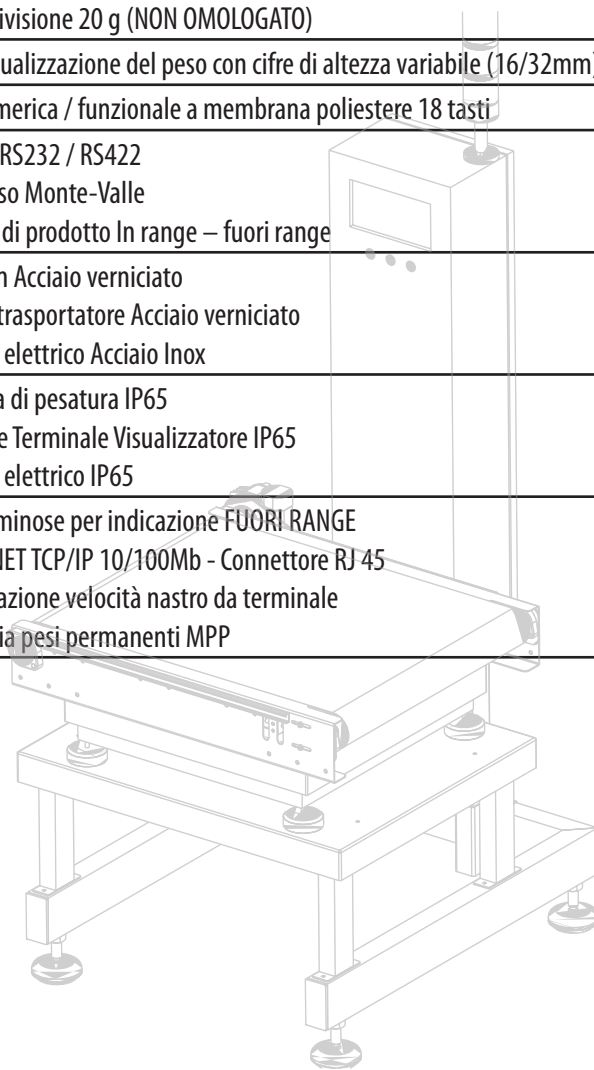 ivisione 20 g (NON OMOLOGATO)
ualizzazione del peso con cifre di altezza variabile (16/32mm)
merica / funzionale a membrana poliestere 18 tasti
RS232 / RS422
so Monte-Valle
di prodotto In range – fuori range
n Acciaio verniciato
trasportatore Acciaio verniciato
elettrico Acciaio Inox
a di pesatura IP65
e Terminale Visualizzatore IP65
elettrico IP65
minose per indicazione FUORI RANGE
NET TCP/IP 10/100Mb - Connettore RJ 45
azione velocità nastro da terminale
ia pesi permanenti MPP